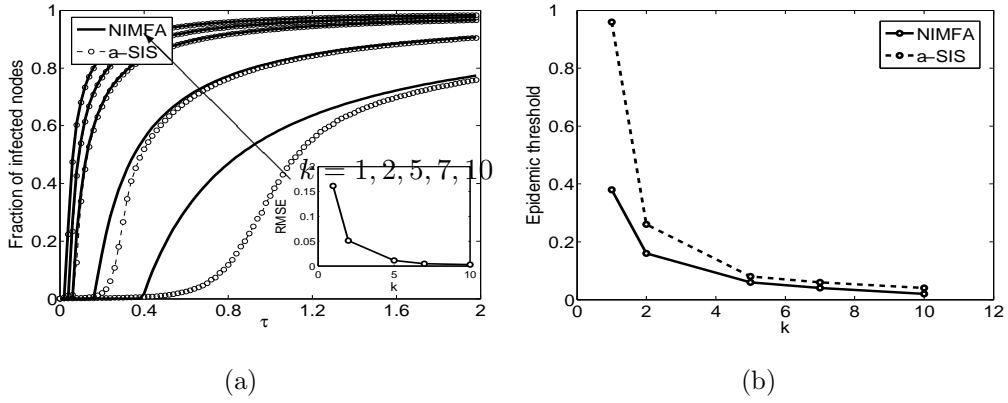 1
0.8
0.6
0.4
0.2
0
Fraction of infected nodes
NIMFA
a–SIS
0
0.4
0.8
1.2
1.6
2
τ
k = 1, 2, 5, 7, 10
0.2
0.15
0.1
0.05
0
RMSE
0
5
10
k
(a)
1
0.8
0.6
0.4
0.2
0
Epidemic threshold
NIMFA
a–SIS
0
2
4
6
8
10
12
k
(b)